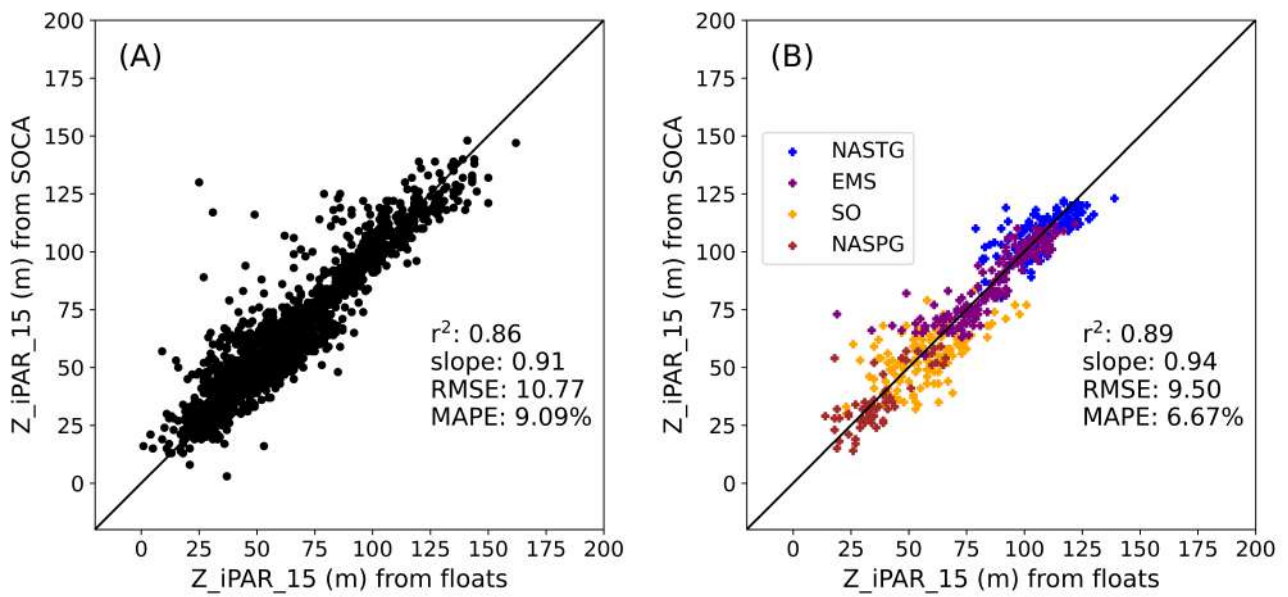 (A)
Z_iPAR_15 (m) from SOCA
200
175
150
125
100
75
50
25
0
r²: 0.86
slope: 0.91
RMSE: 10.77
MAPE: 9.09%
0 25 50 75 100 125 150 175 200
Z_iPAR_15 (m) from floats
(B)
Z_iPAR_15 (m) from SOCA
200
175
150
125
100
75
50
25
0
NASTG
EMS
SO
NASPG
r²: 0.89
slope: 0.94
RMSE: 9.50
MAPE: 6.67%
0 25 50 75 100 125 150 175 200
Z_iPAR_15 (m) from floats